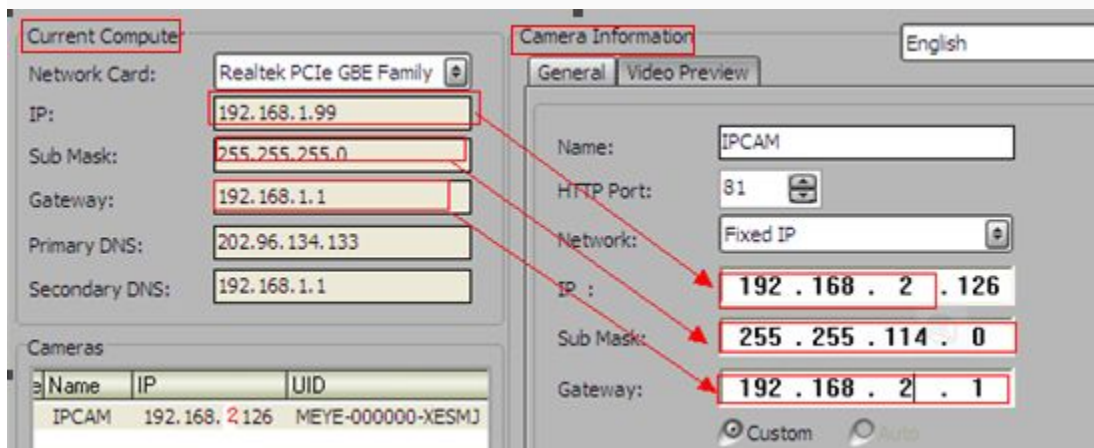 Current Computer
Network Card: Realtek PCIe GBE Family
IP: 192.168.1.99
Sub Mask: 255.255.255.0
Gateway: 192.168.1.1
Primary DNS: 202.96.134.133
Secondary DNS: 192.168.1.1
Cameras
Name IP UID
IPCAM 192.168.2126 MEYE-000000-XESMJ
Camera Information
English
General Video Preview
Name: IPCAM
HTTP Port: 81
Network: Fixed IP
IP : 192 . 168 . 2 . 126
Sub Mask: 255 . 255 . 114 . 0
Gateway: 192 . 168 . 2 . 1
Custom Auto